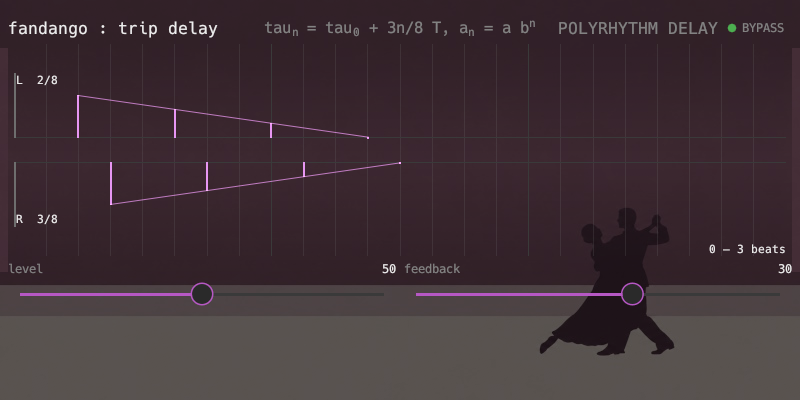 fandango : trip delay
tauₙ = tau₀ + 3n/8 T, aₙ = a bⁿ
POLYRHYTHM DELAY
BYPASS
L 2/8
R 3/8
0 – 3 beats
level 50
feedback 30